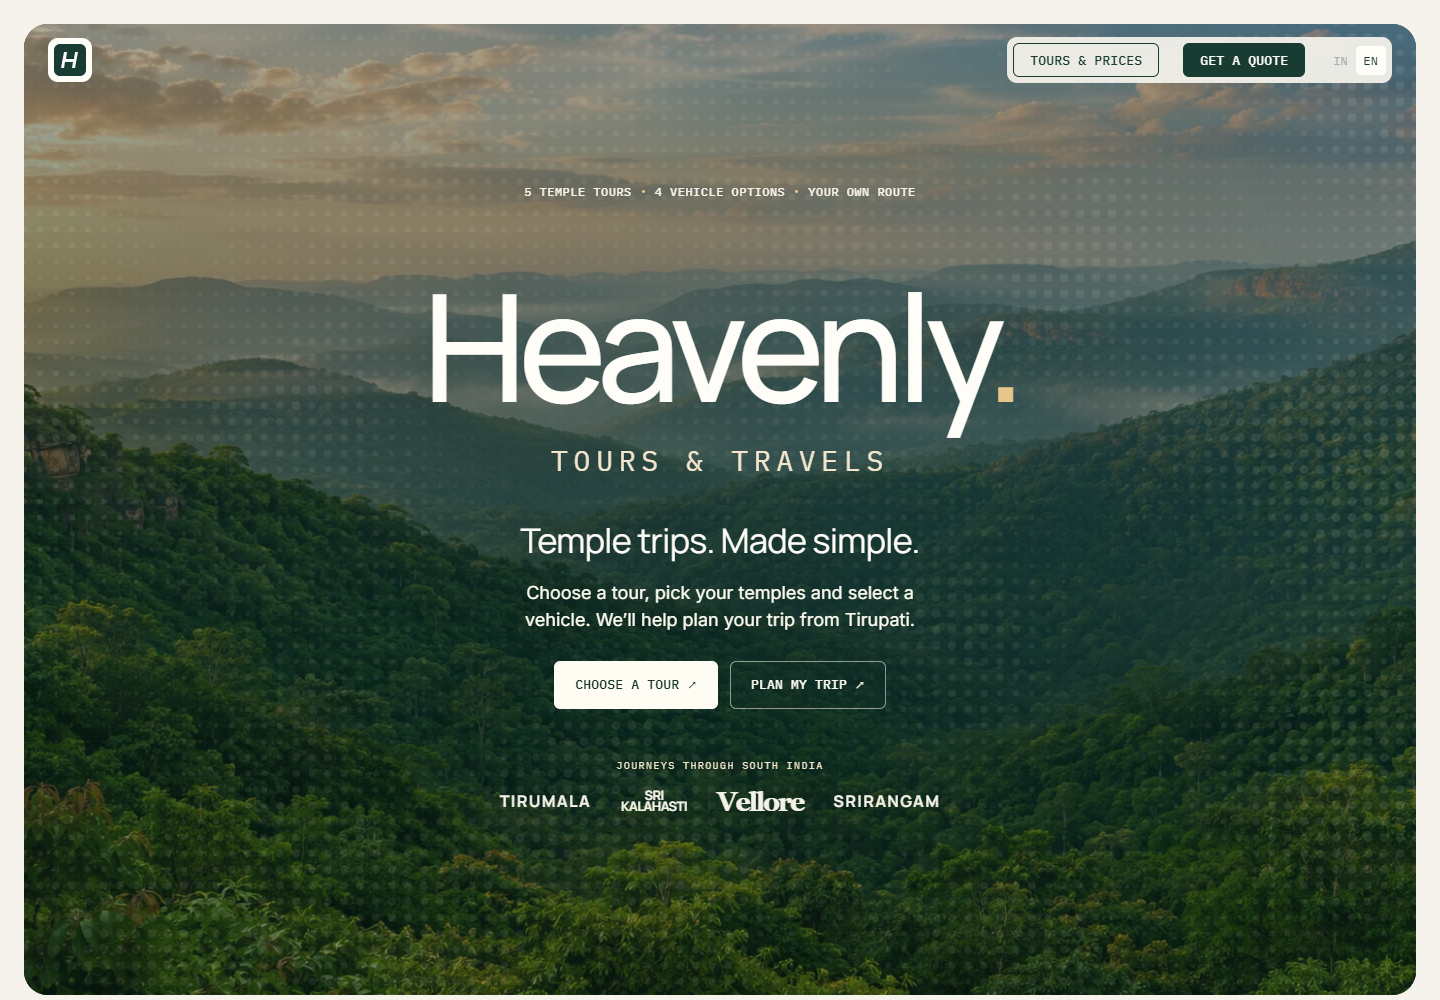 H
TOURS & PRICES
GET A QUOTE
IN
EN
5 TEMPLE TOURS • 4 VEHICLE OPTIONS • YOUR OWN ROUTE
Heavenly.
TOURS & TRAVELS
Temple trips. Made simple.
Choose a tour, pick your temples and select a
vehicle. We’ll help plan your trip from Tirupati.
CHOOSE A TOUR ↗
PLAN MY TRIP ↗
JOURNEYS THROUGH SOUTH INDIA
TIRUMALA
SRI
KALAHASTI
Vellore
SRIRANGAM